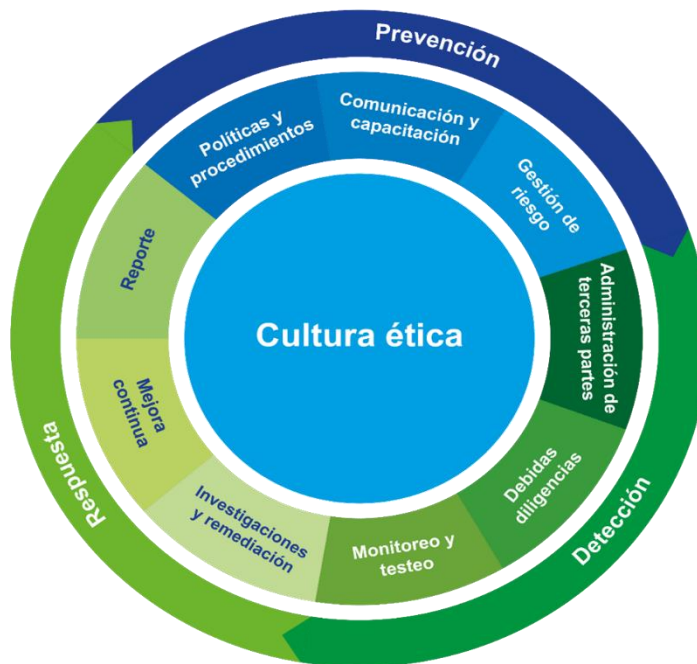 Prevención
Políticas y
procedimientos
Comunicación y
capacitación
Gestión de
riesgo
Administración de
terceras partes
Debidas
diligencias
Detección
Monitoreo y
testeo
Investigaciones
y remediación
Mejora
continua
Reporte
Respuesta
Cultura ética